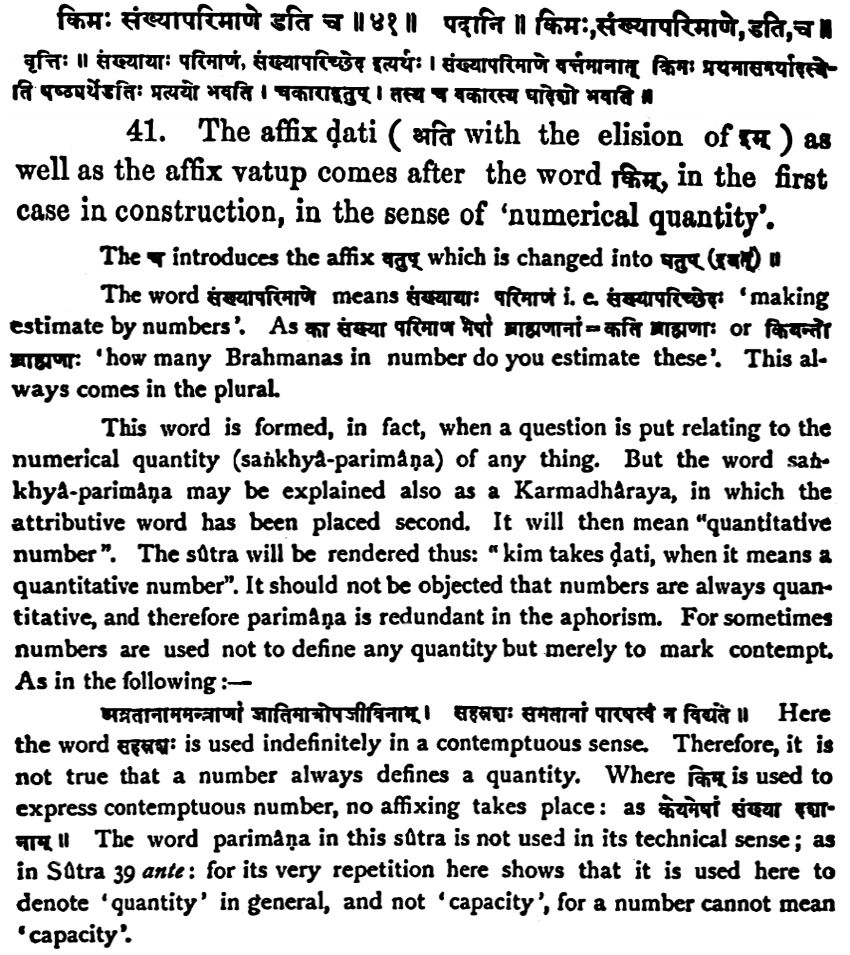 किमः संख्यापरिमाणे डति च ॥ ४१ ॥ पदानि ॥ किमः, संख्यापरिमाणे, डति, च ॥
वृत्तिः ॥ संख्यायाः परिमाणं, संख्यापरिच्छेद इत्यर्थः । संख्यापरिमाणे वर्त्तमानात् किमः प्रथमासमर्थादस्ये-
ति षष्ठ्यर्थेडतिः प्रत्ययो भवति । चकाराद्वतुप् । तस्य च वकारस्य घादेशो भवति ॥
41. The affix ḍati ( अति with the elision of इम् ) as
well as the affix vatup comes after the word किम्, in the first
case in construction, in the sense of 'numerical quantity'.
The च introduces the affix वतुप् which is changed into घतुप् (इयत्) ॥
The word संख्यापरिमाणे means संख्यायाः परिमाणं i. e. संख्यापरिच्छेदः 'making
estimate by numbers'. As का संख्या परिमाण मेषां ब्राह्मणानां = कति ब्राह्मणाः or कियन्तो
ब्राह्मणाः 'how many Brahmanas in number do you estimate these'. This al-
ways comes in the plural.
This word is formed, in fact, when a question is put relating to the
numerical quantity (saṅkhyâ-parimâṇa) of any thing. But the word saṅ-
khyâ-parimâṇa may be explained also as a Karmadhâraya, in which the
attributive word has been placed second. It will then mean "quantitative
number". The sûtra will be rendered thus: "kim takes ḍati, when it means a
quantitative number". It should not be objected that numbers are always quan-
titative, and therefore parimâṇa is redundant in the aphorism. For sometimes
numbers are used not to define any quantity but merely to mark contempt.
As in the following :—
अव्रतानाममन्त्राणां जातिमात्रोपजीविनाम् । सहस्रशः समेतानां न विद्यते ॥ Here
the word सहस्रशः is used indefinitely in a contemptuous sense. Therefore, it is
not true that a number always defines a quantity. Where किम् is used to
express contemptuous number, no affixing takes place: as केयमेषां संख्या दशा-
नाम् ॥ The word parimâṇa in this sûtra is not used in its technical sense; as
in Sûtra 39 ante: for its very repetition here shows that it is used here to
denote 'quantity' in general, and not 'capacity', for a number cannot mean
'capacity'.